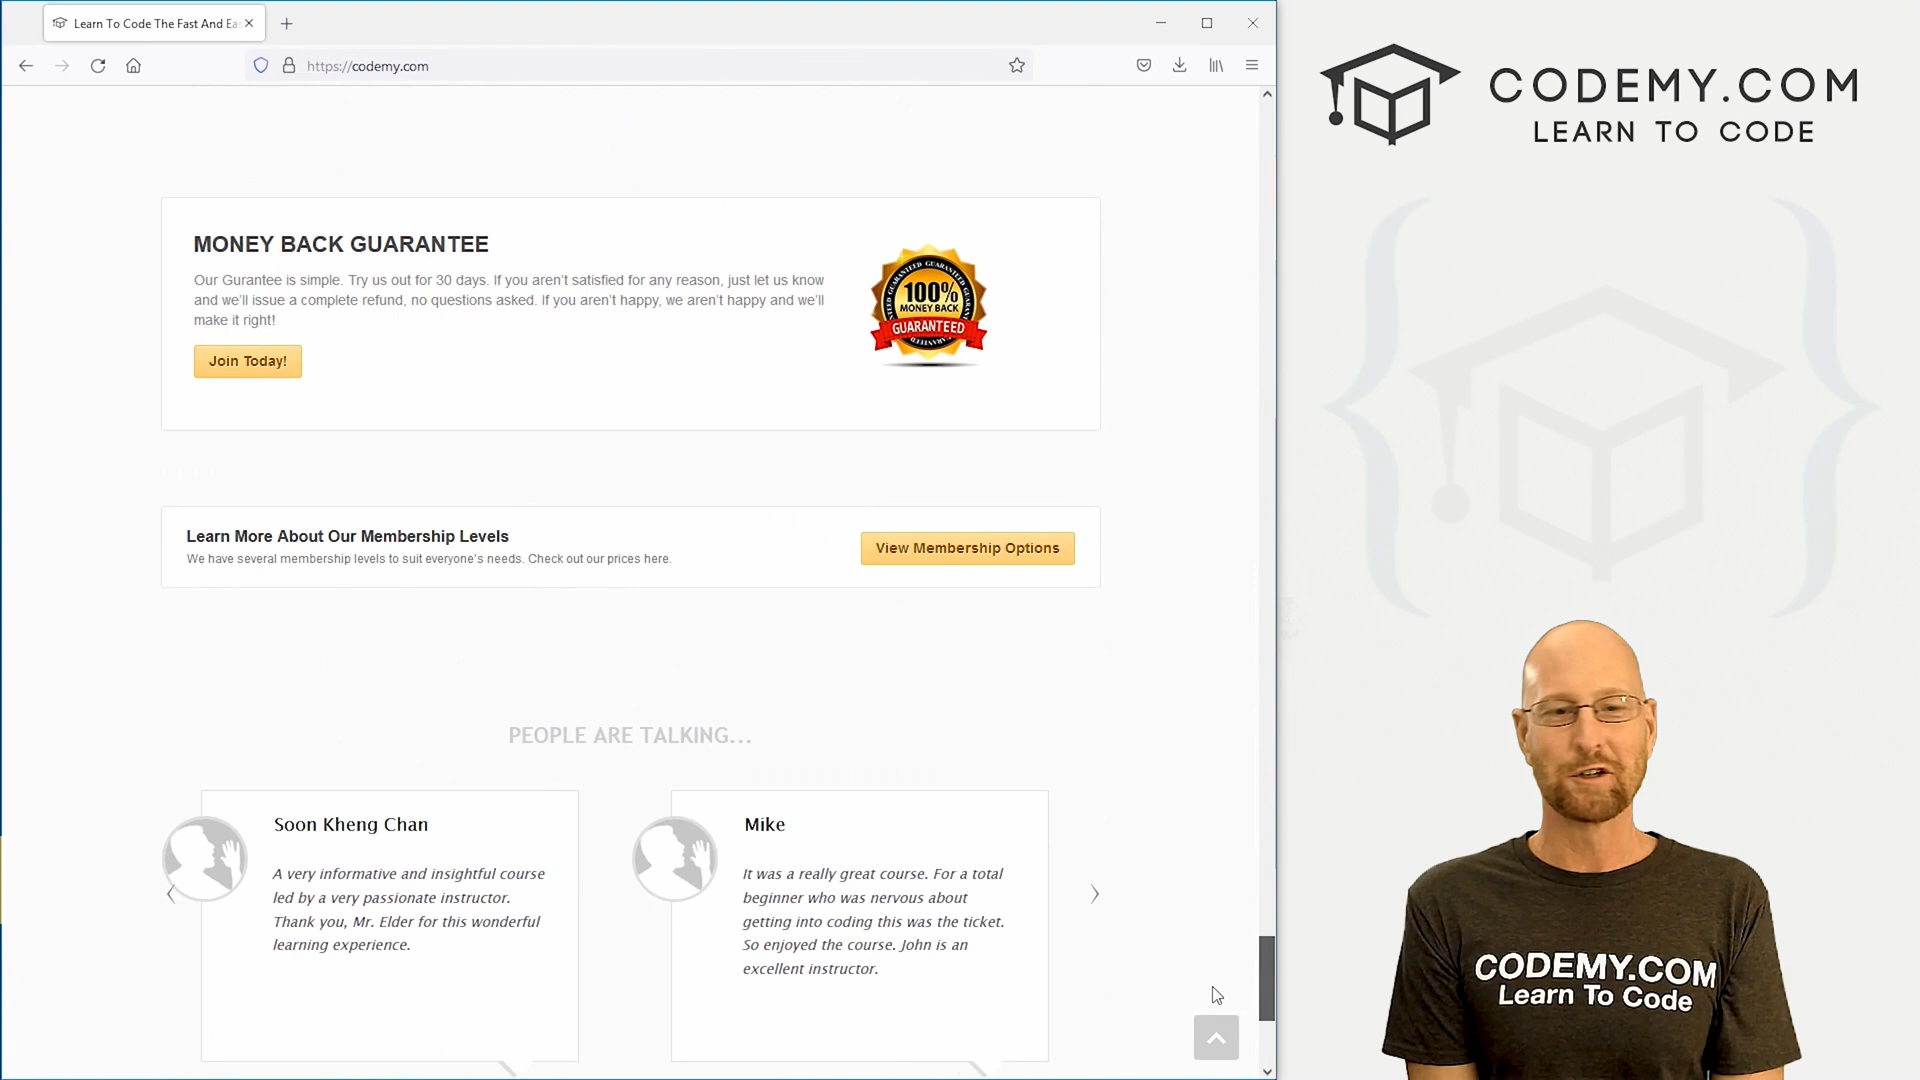 Learn To Code The Fast And Eas
https://codemy.com
CODEMY.COM
LEARN TO CODE
MONEY BACK GUARANTEE
Our Gurantee is simple. Try us out for 30 days. If you aren't satisfied for any reason, just let us know
and we'll issue a complete refund, no questions asked. If you aren't happy, we aren't happy and we'll
make it right!
Join Today!
GUARANTEED GUARANTEED
100%
MONEY BACK
GUARANTEED
Learn More About Our Membership Levels
We have several membership levels to suit everyone's needs. Check out our prices here.
View Membership Options
PEOPLE ARE TALKING...
Soon Kheng Chan
A very informative and insightful course
led by a very passionate instructor.
Thank you, Mr. Elder for this wonderful
learning experience.
Mike
It was a really great course. For a total
beginner who was nervous about
getting into coding this was the ticket.
So enjoyed the course. John is an
excellent instructor.
CODEMY.COM
Learn To Code